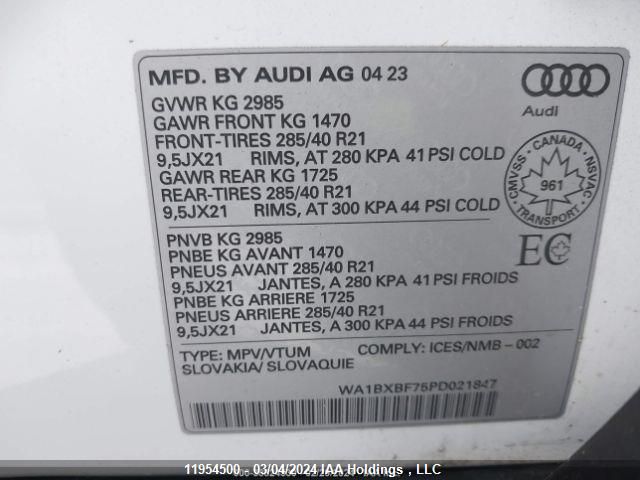 MFD. BY AUDI AG 04 23
GVWR KG 2985
GAWR FRONT KG 1470
FRONT-TIRES 285/40 R21
9,5JX21 RIMS, AT 280 KPA 41 PSI COLD
GAWR REAR KG 1725
REAR-TIRES 285/40 R21
9,5JX21 RIMS, AT 300 KPA 44 PSI COLD
Audi
CMVSS - CANADA - NSVAC
961
TRANSPORT
PNVB KG 2985
PNBE KG AVANT 1470
PNEUS AVANT 285/40 R21
9,5JX21 JANTES, A 280 KPA 41 PSI FROIDS
PNBE KG ARRIERE 1725
PNEUS ARRIERE 285/40 R21
9,5JX21 JANTES, A 300 KPA 44 PSI FROIDS
EC
TYPE: MPV/VTUM COMPLY: ICES/NMB - 002
SLOVAKIA/ SLOVAQUIE
WA1BXBF75PD021847
11954500 - 03/04/2024 IAA Holdings , LLC